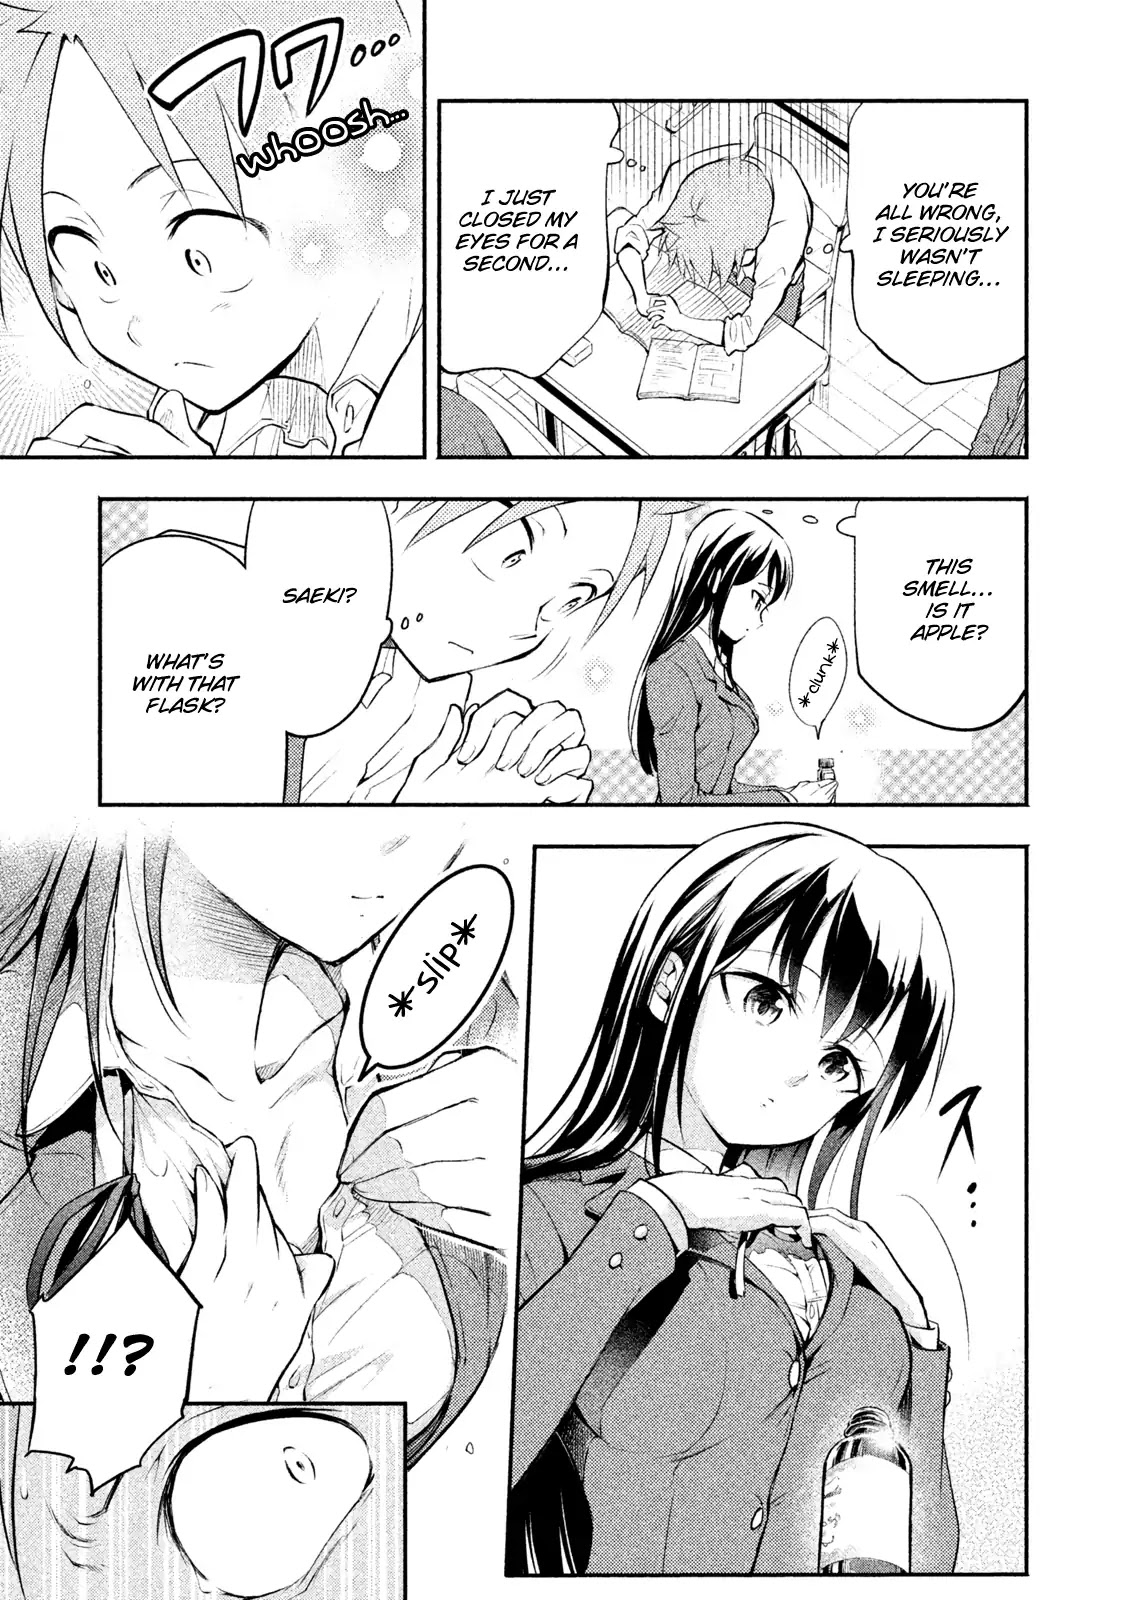 YOU'RE
ALL WRONG,
I SERIOUSLY
WASN'T
SLEEPING...
I JUST
CLOSED MY
EYES FOR A
SECOND...
フワ...
whoosh...
THIS
SMELL...
IS IT
APPLE?
*clunk*
SAEKI?
WHAT'S
WITH THAT
FLASK?
ス...
*slip*
!!?